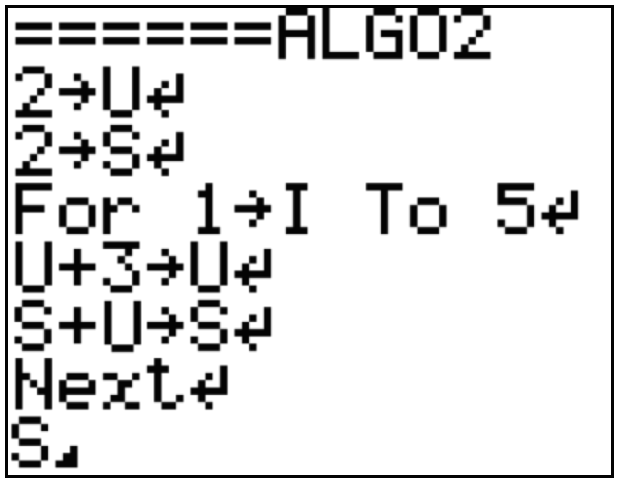 ======ALGO2
2→U↵
2→S↵
For 1→I To 5↵
U+3→U↵
S+U→S↵
Next↵
S◢